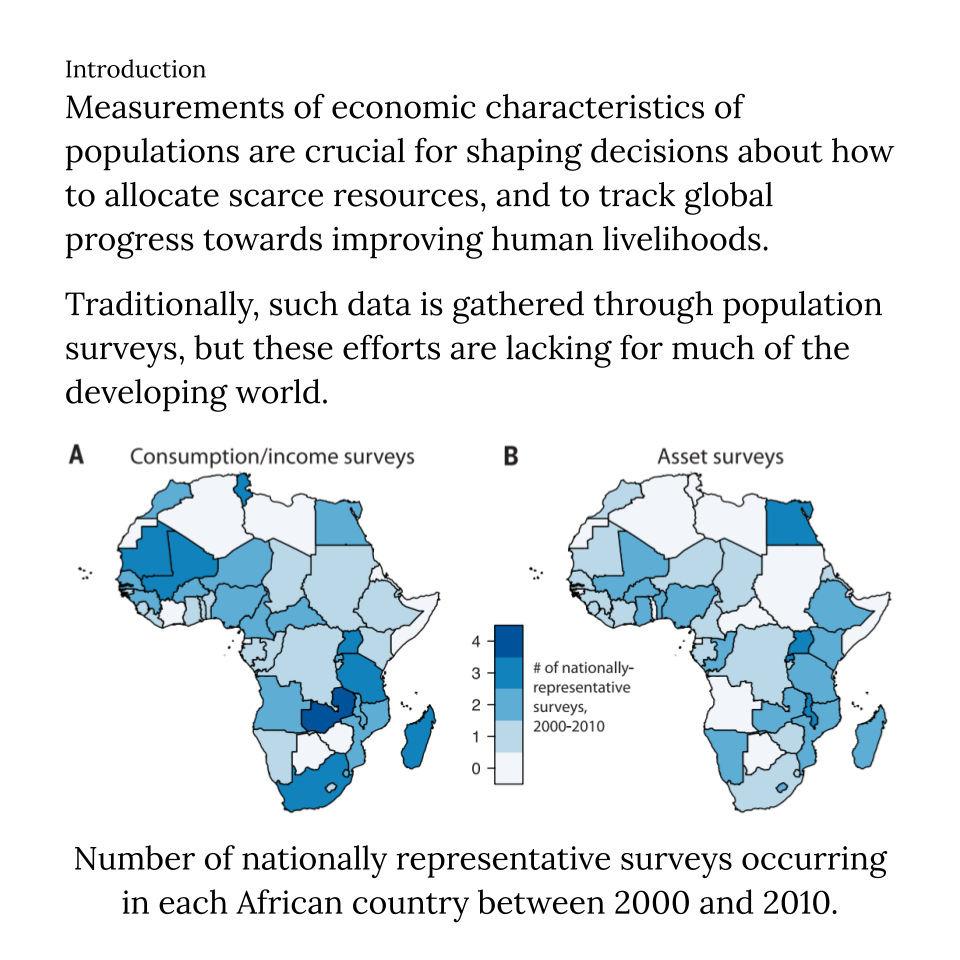 Introduction
Measurements of economic characteristics of
populations are crucial for shaping decisions about how
to allocate scarce resources, and to track global
progress towards improving human livelihoods.
Traditionally, such data is gathered through population
surveys, but these efforts are lacking for much of the
developing world.
A Consumption/income surveys
B Asset surveys
4
3
2
1
0
# of nationally-
representative
surveys,
2000-2010
Number of nationally representative surveys occurring
in each African country between 2000 and 2010.